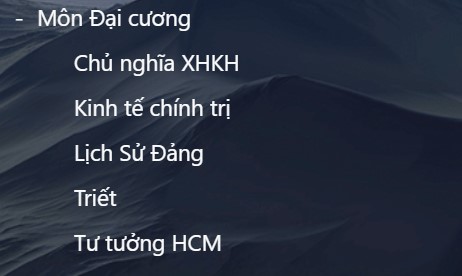 - Môn Đại cương
Chủ nghĩa XHKH
Kinh tế chính trị
Lịch Sử Đảng
Triết
Tư tưởng HCM